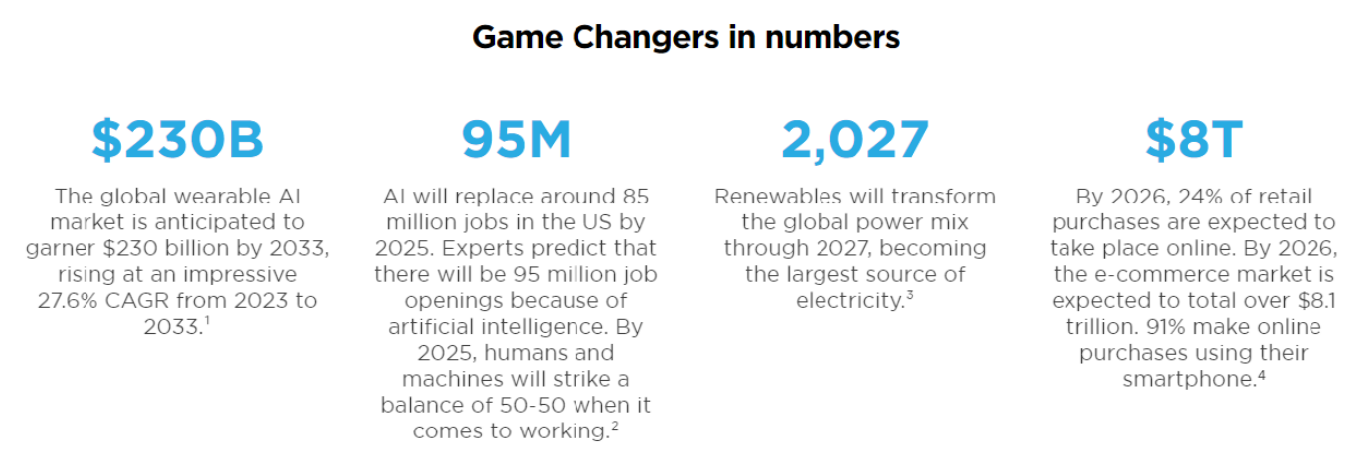 Game Changers in numbers
$230B
The global wearable AI
market is anticipated to
garner $230 billion by 2033,
rising at an impressive
27.6% CAGR from 2023 to
2033.¹
95M
AI will replace around 85
million jobs in the US by
2025. Experts predict that
there will be 95 million job
openings because of
artificial intelligence. By
2025, humans and
machines will strike a
balance of 50-50 when it
comes to working.²
2,027
Renewables will transform
the global power mix
through 2027, becoming
the largest source of
electricity.³
$8T
By 2026, 24% of retail
purchases are expected to
take place online. By 2026,
the e-commerce market is
expected to total over $8.1
trillion. 91% make online
purchases using their
smartphone.⁴